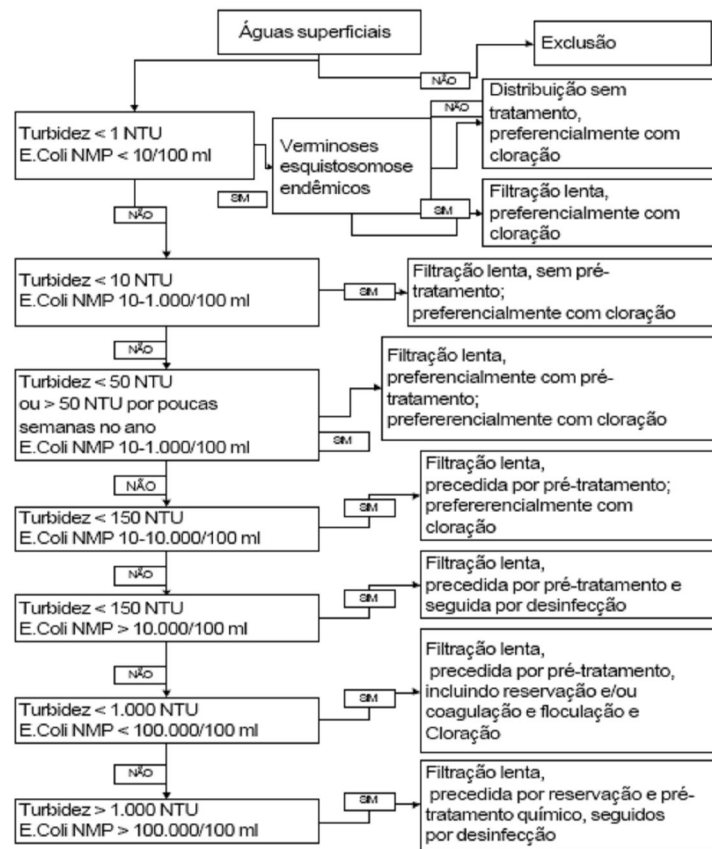 Águas superficiais
NÃO
Exclusão
Turbidez < 1 NTU
E.Coli NMP < 10/100 ml
SIM
Verminoses
esquistosomose
endêmicos
NÃO
Distribuição sem
tratamento,
preferencialmente com
cloração
SIM
Filtração lenta,
preferencialmente com
cloração
NÃO
Turbidez < 10 NTU
E.Coli NMP 10-1.000/100 ml
SIM
Filtração lenta, sem pré-
tratamento;
preferencialmente com cloração
NÃO
Turbidez < 50 NTU
ou > 50 NTU por poucas
semanas no ano
E.Coli NMP 10-1.000/100 ml
SIM
Filtração lenta,
preferencialmente com pré-
tratamento;
prefererencialmente com cloração
NÃO
Turbidez < 150 NTU
E.Coli NMP 10-10.000/100 ml
SIM
Filtração lenta,
precedida por pré-tratamento;
prefererencialmente com
cloração
NÃO
Turbidez < 150 NTU
E.Coli NMP > 10.000/100 ml
SIM
Filtração lenta,
precedida por pré-tratamento e
seguida por desinfecção
NÃO
Turbidez < 1.000 NTU
E.Coli NMP < 100.000/100 ml
SIM
Filtração lenta,
precedida por pré-tratamento,
incluindo reservação e/ou
coagulação e floculação e
Cloração
NÃO
Turbidez > 1.000 NTU
E.Coli NMP > 100.000/100 ml
SIM
Filtração lenta,
precedida por reservação e pré-
tratamento químico, seguidos
por desinfecção